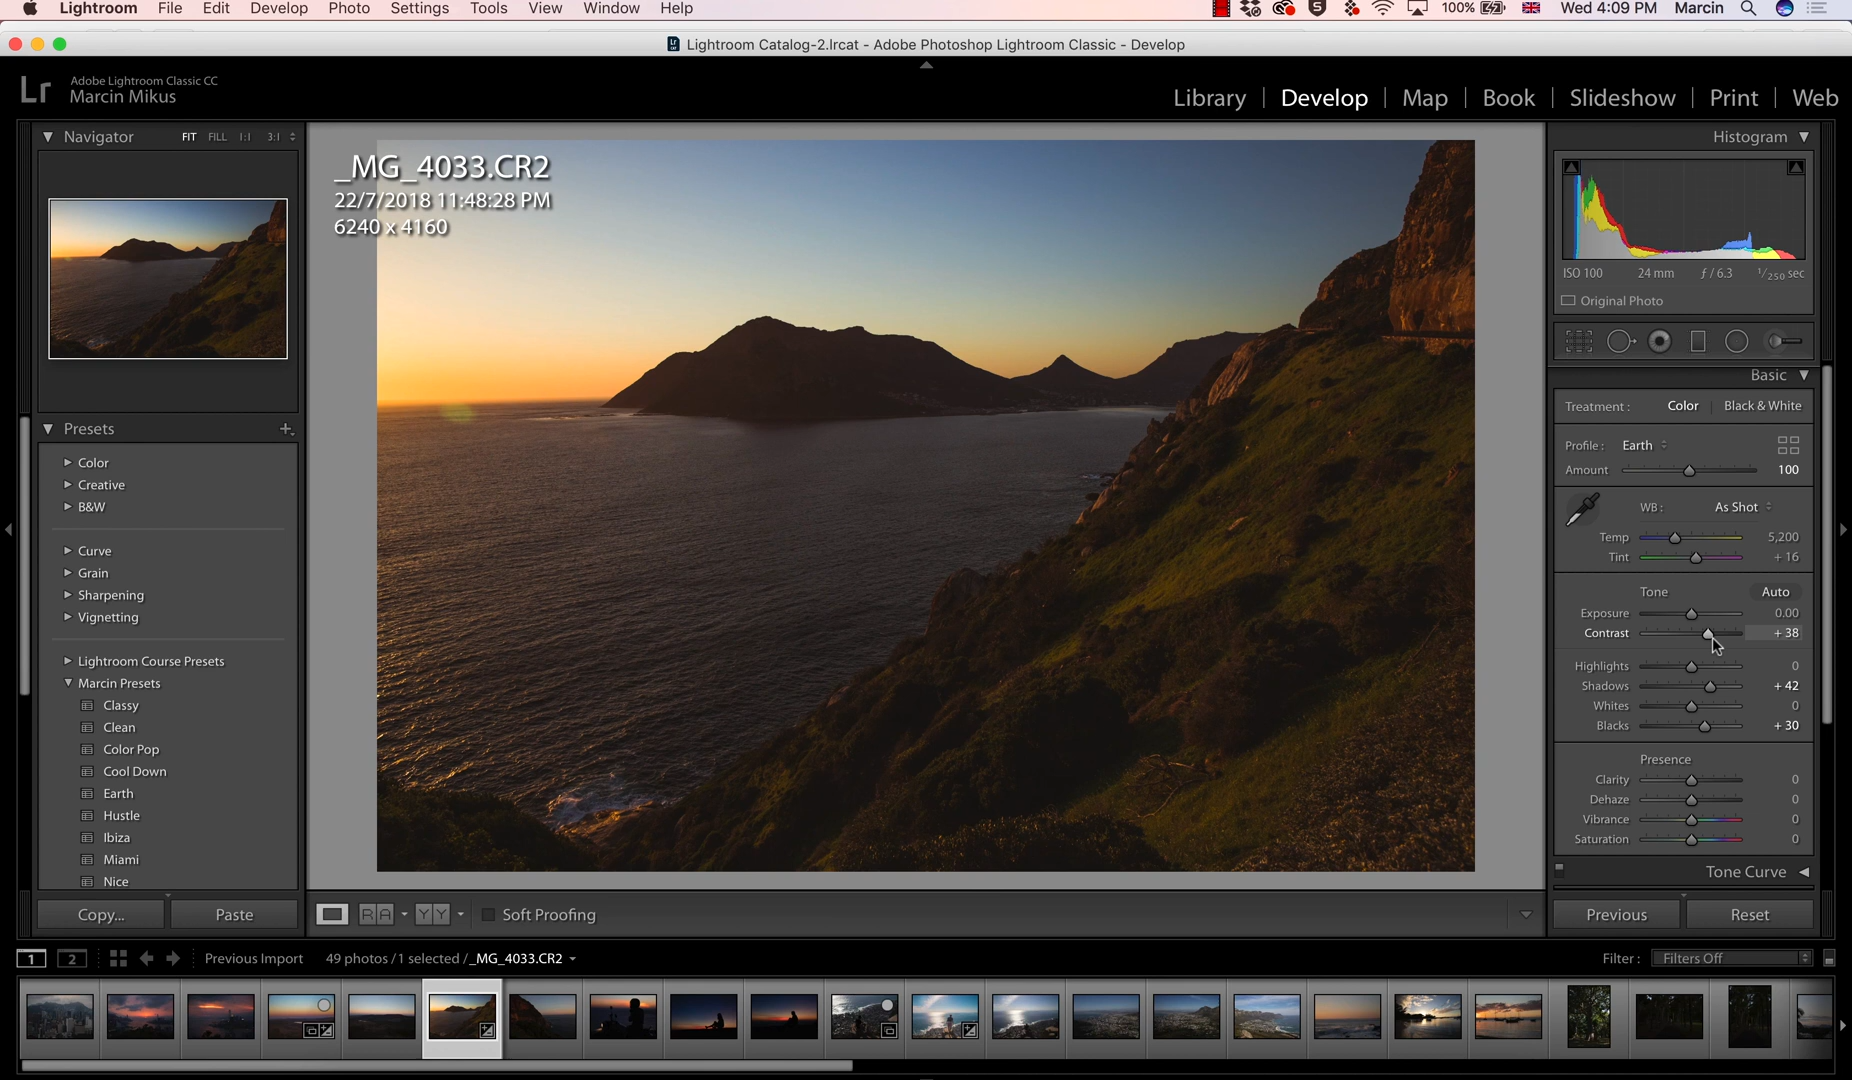 Lightroom File Edit Develop Photo Settings Tools View Window Help 100% Wed 4:09 PM Marcin
Lightroom Catalog-2.lrcat - Adobe Photoshop Lightroom Classic - Develop
Lr Adobe Lightroom Classic CC
Marcin Mikus
Library | Develop | Map | Book | Slideshow | Print | Web
Navigator FIT FILL 1:1 3:1
_MG_4033.CR2
22/7/2018 11:48:28 PM
6240 x 4160
Presets +
Color
Creative
B&W
Curve
Grain
Sharpening
Vignetting
Lightroom Course Presets
Marcin Presets
Classy
Clean
Color Pop
Cool Down
Earth
Hustle
Ibiza
Miami
Nice
Copy... Paste
Histogram
ISO 100 24 mm ƒ / 6.3 1/250 sec
Original Photo
Basic
Treatment : Color | Black & White
Profile : Earth
Amount 100
WB : As Shot
Temp 5,200
Tint + 16
Tone Auto
Exposure 0.00
Contrast + 38
Highlights 0
Shadows + 42
Whites 0
Blacks + 30
Presence
Clarity 0
Dehaze 0
Vibrance 0
Saturation 0
Tone Curve
Previous Reset
R A Y Y Soft Proofing
1 2 Previous Import 49 photos / 1 selected / _MG_4033.CR2 Filter : Filters Off